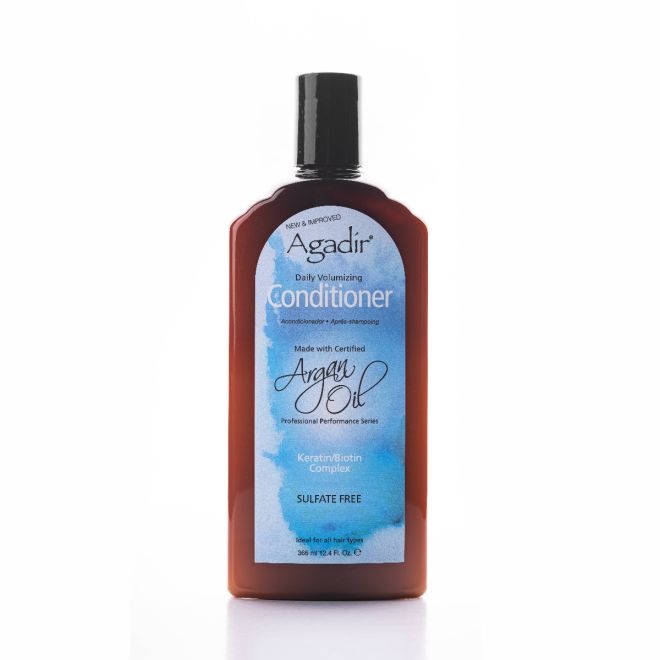 NEW & IMPROVED
Agadir®
Daily Volumizing
Conditioner
Acondicionador • Après-shampoing
Made with Certified
Argan
Oil
Professional Performance Series
Keratin/Biotin
Complex
SULFATE FREE
Ideal for all hair types
366 ml 12.4 Fl. Oz. ℮